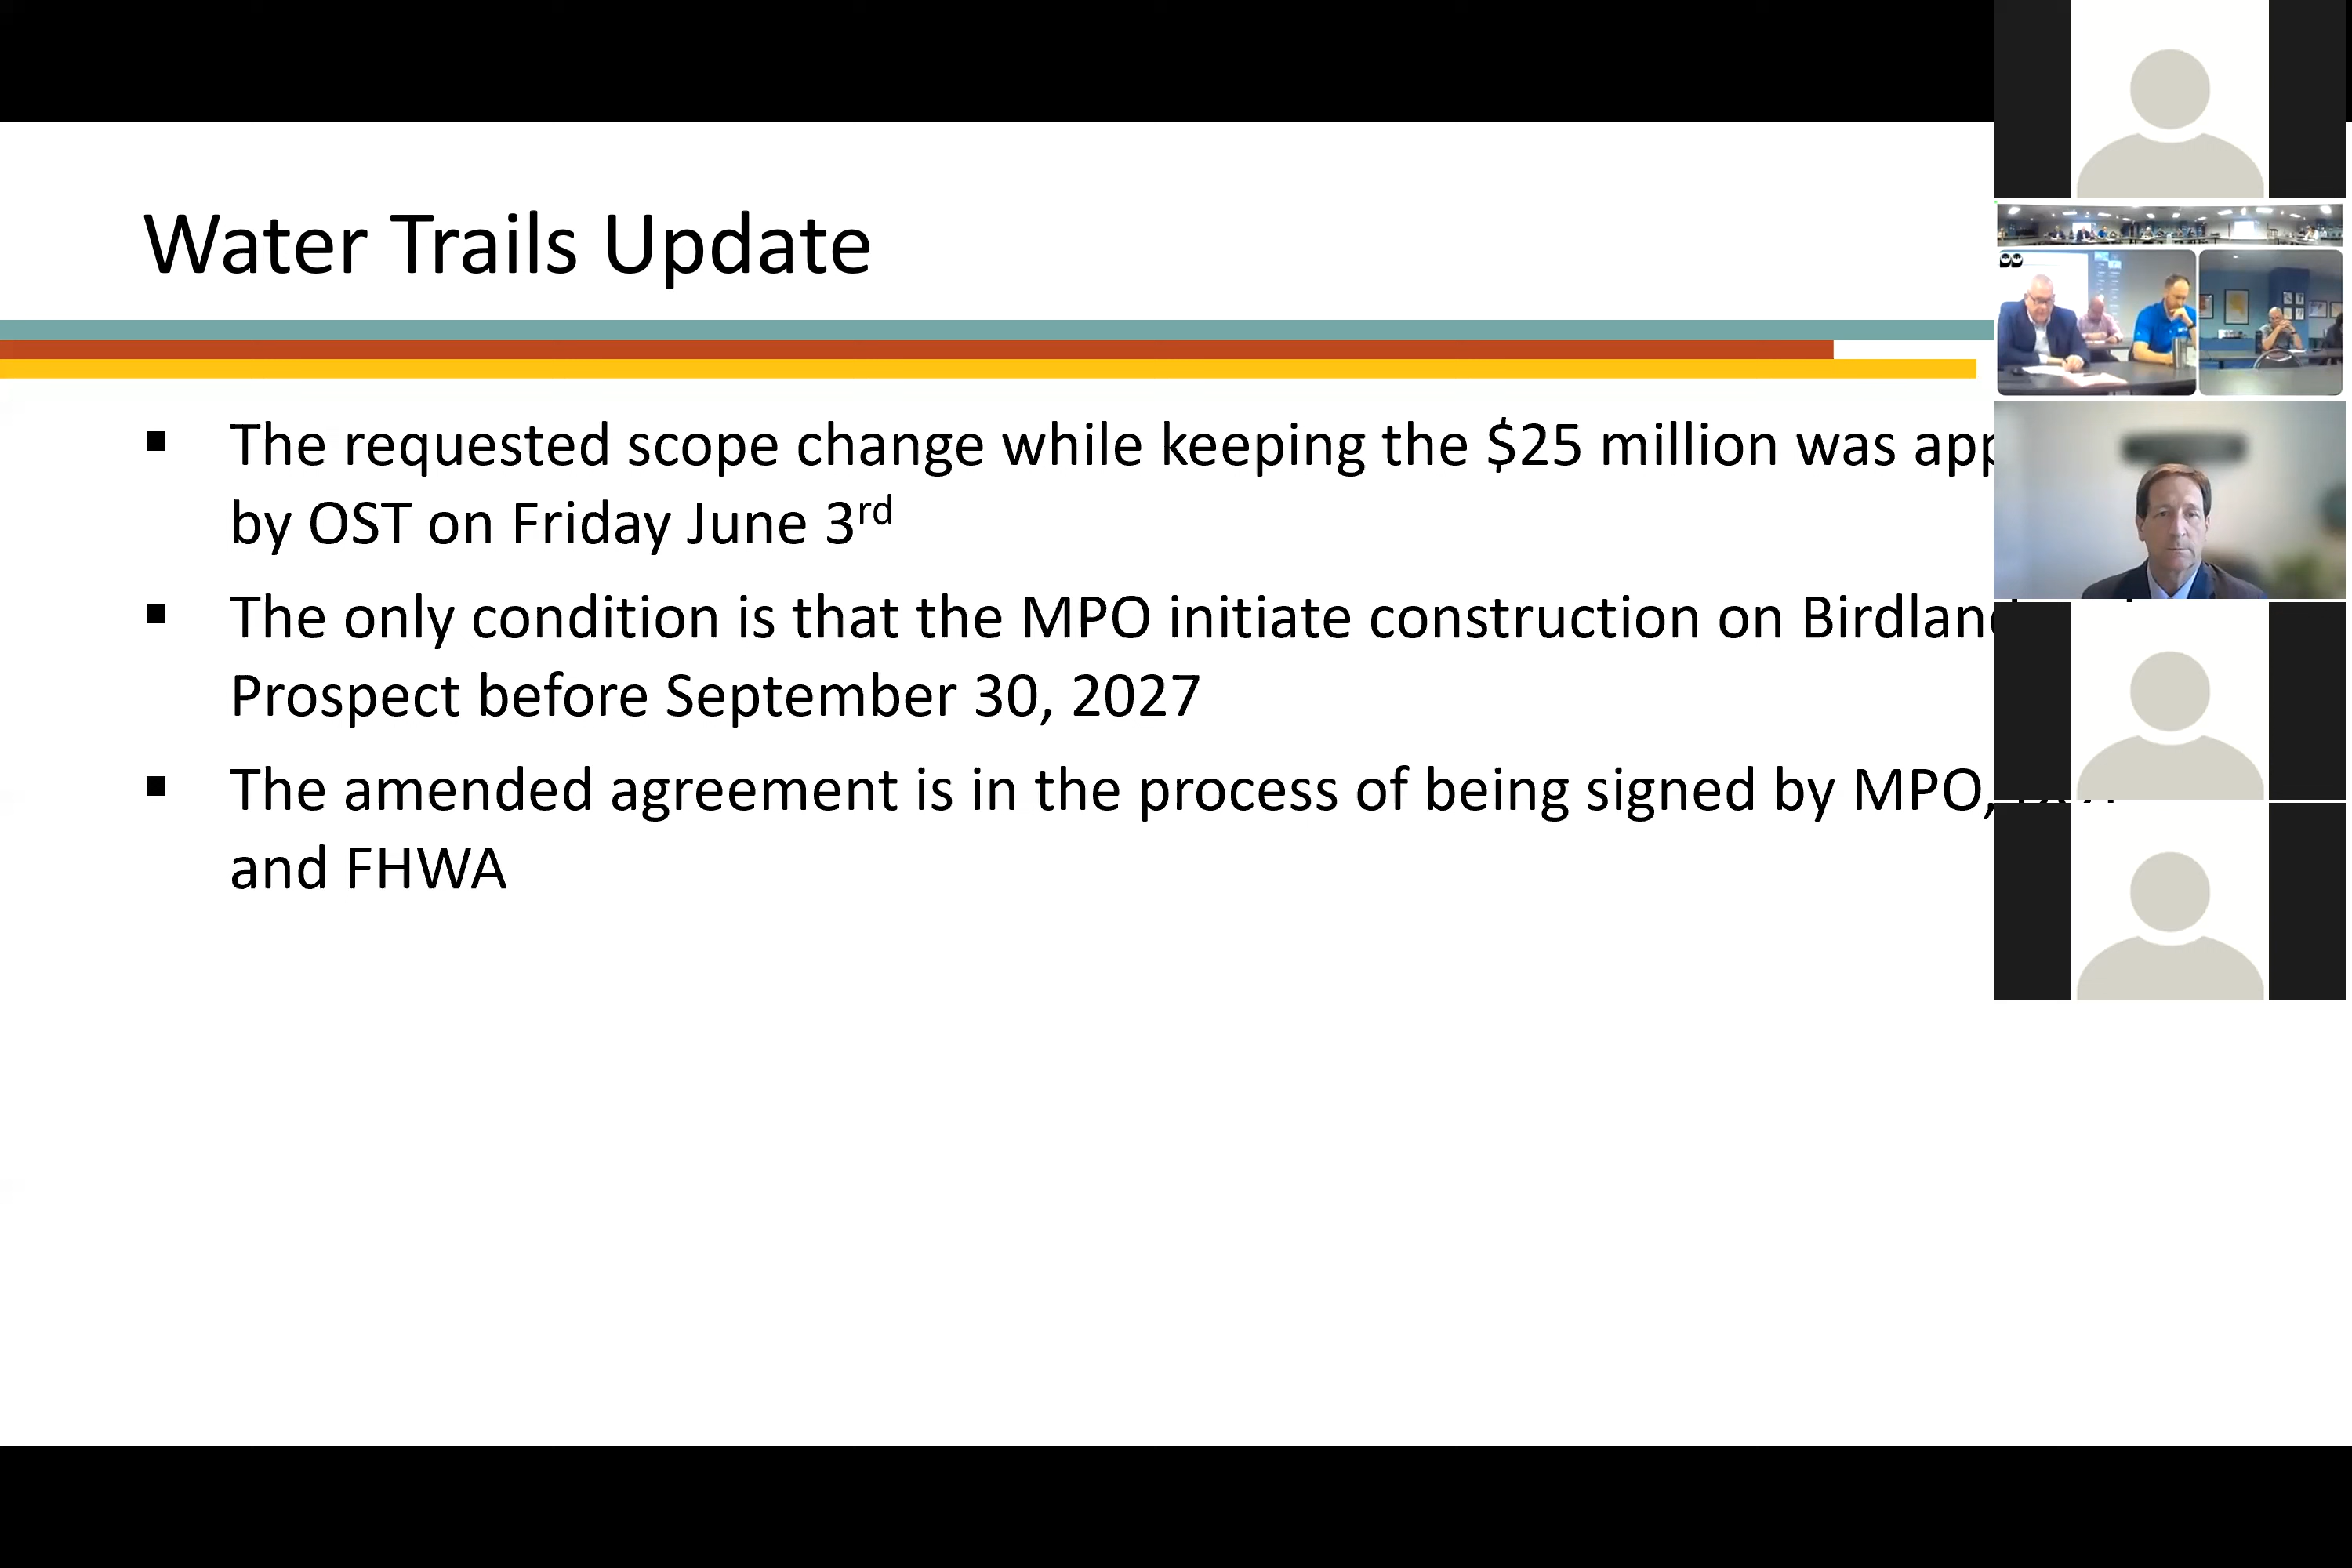 Water Trails Update
▪ The requested scope change while keeping the $25 million was app
by OST on Friday June 3rd
▪ The only condition is that the MPO initiate construction on Birdland
Prospect before September 30, 2027
▪ The amended agreement is in the process of being signed by MPO,
and FHWA